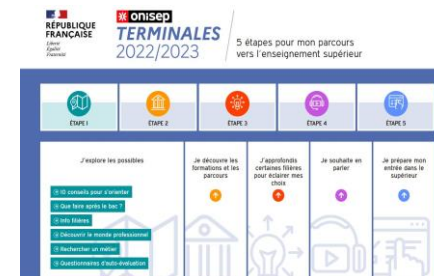 RÉPUBLIQUE
FRANÇAISE
Liberté
Égalité
Fraternité
onisep
TERMINALES
2022/2023
5 étapes pour mon parcours
vers l'enseignement supérieur
ÉTAPE 1
ÉTAPE 2
ÉTAPE 3
ÉTAPE 4
ÉTAPE 5
J'explore les possibles
10 conseils pour s'orienter
Que faire après le bac ?
Info filières
Découvrir le monde professionnel
Rechercher un métier
Questionnaires d'auto-évaluation
Je découvre les
formations et les
parcours
J'approfondis
certaines filières
pour éclairer mes
choix
Je souhaite en
parler
Je prépare mon
entrée dans le
supérieur